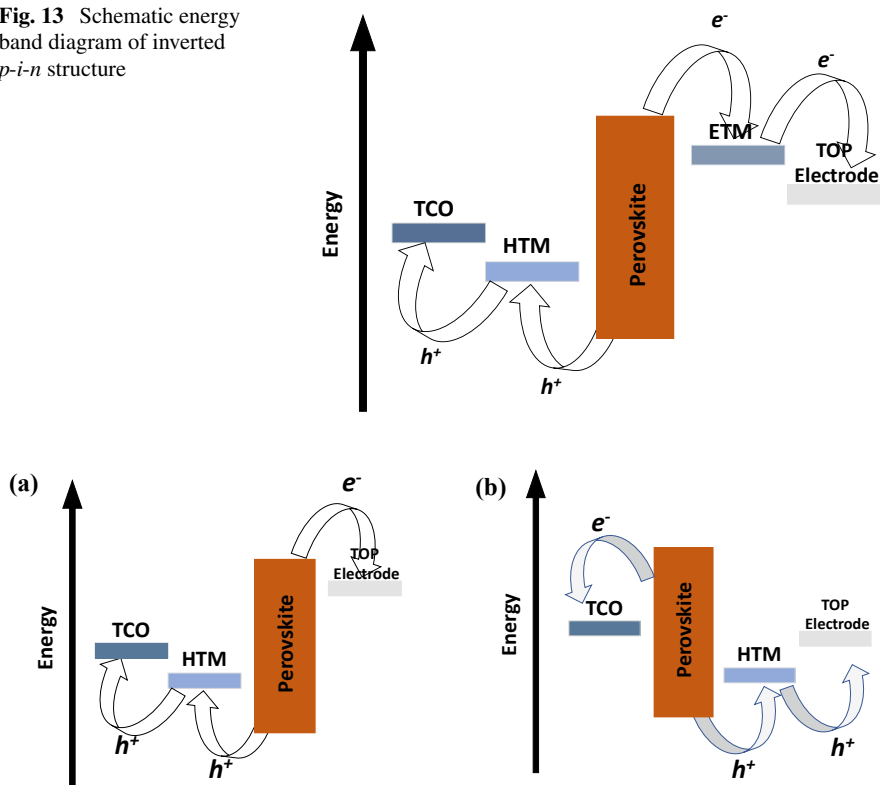 Fig. 13 Schematic energy
band diagram of inverted
p-i-n structure
Energy
TCO
HTM
Perovskite
ETM
TOP
Electrode
e-
e-
h+
h+
(a)
Energy
TCO
HTM
Perovskite
TOP
Electrode
e-
h+
h+
(b)
Energy
e-
TCO
Perovskite
HTM
TOP
Electrode
h+
h+